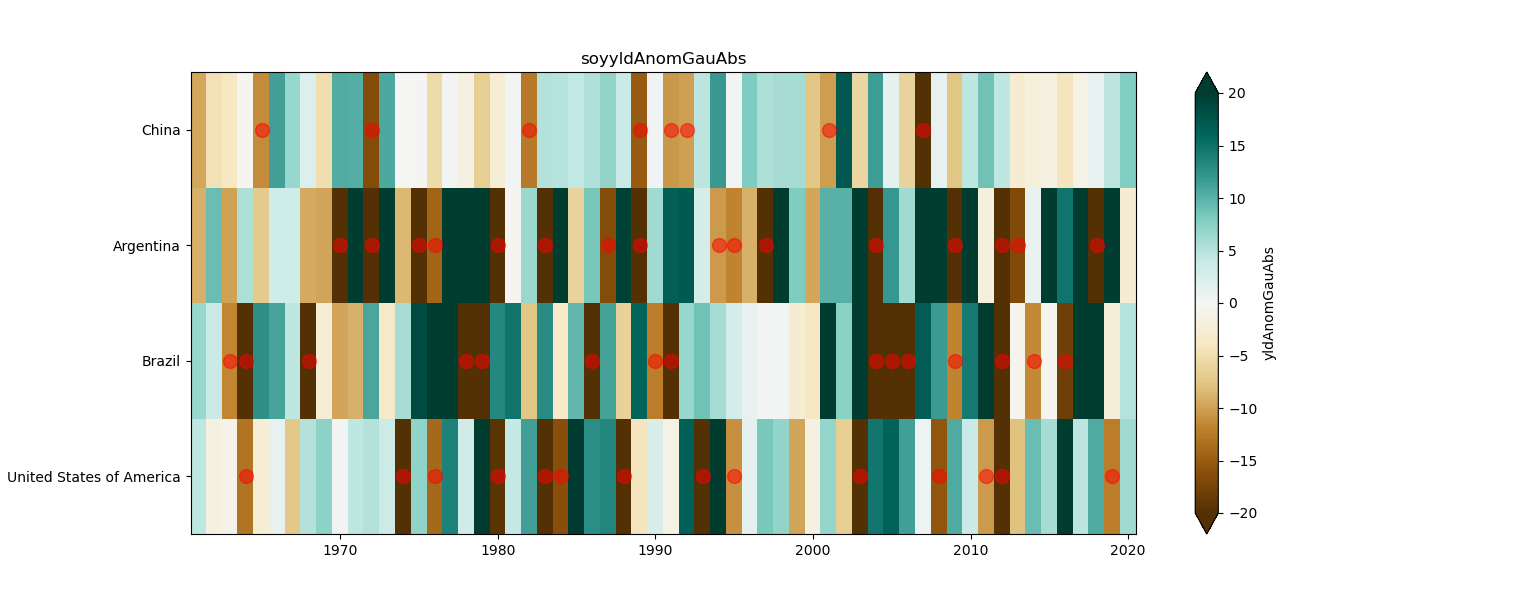 soyyldAnomGauAbs
China
Argentina
Brazil
United States of America
1970
1980
1990
2000
2010
2020
20
15
10
5
0
−5
−10
−15
−20
yldAnomGauAbs